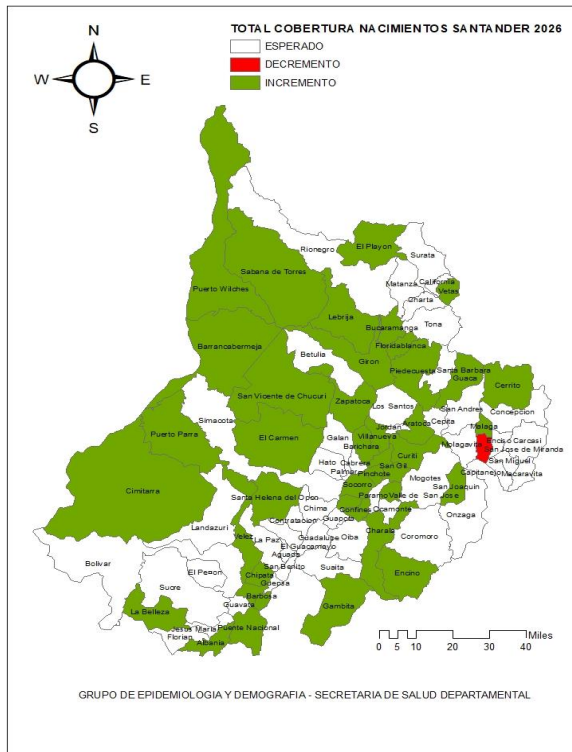 TOTAL COBERTURA NACIMIENTOS SANTANDER 2026
ESPERADO
DECREMENTO
INCREMENTO
N
W
E
S
El Playon
Rionegro
Surata
Sabana de Torres
Matanza
California
Vetas
Puerto Wilches
Charta
Lebrija
Tona
Bucaramanga
Barrancabermeja
Floridablanca
Betulia
Giron
Piedecuesta
Santa Barbara
Guaca
Cerrito
San Vicente de Chucuri
Zapatoca
Los Santos
San Andres
Concepcion
Simacota
Jordan
Aratoca
Cepita
Malaga
Puerto Parra
El Carmen
Galan
Villanueva
Barichara
Molagavita
Enciso
Carcasi
San Jose de Miranda
Curiti
Hato
Cabrera
San Gil
San Miguel
Cimitarra
Palmar
Pinchote
Mogotes
Capitanejo
Macaravita
Santa Helena del Opon
Socorro
San Joaquin
Paramo
Valle de San Jose
Chima
Confines
Ocamonte
Onzaga
Landazuri
Contratacion
Guapota
Charala
Velez
La Paz
Guadalupe
Oiba
Coromoro
El Guacamayo
Bolivar
Aguada
El Penon
San Benito
Suaita
Chipata
Encino
Sucre
Guepsa
Barbosa
Guavata
Gambita
La Belleza
Jesus Maria
Puente Nacional
Florian
Albania
0 5 10 20 30 40
Miles
GRUPO DE EPIDEMIOLOGIA Y DEMOGRAFIA - SECRETARIA DE SALUD DEPARTAMENTAL